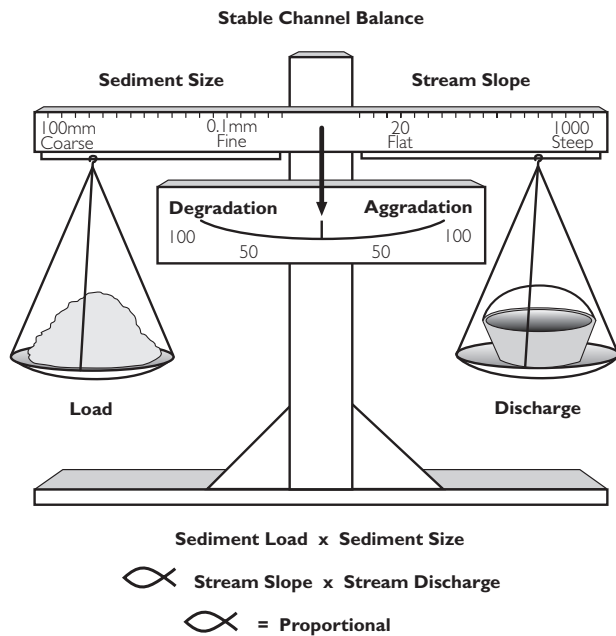 Stable Channel Balance
Sediment Size Stream Slope
100mm 0.1mm 20 1000
Coarse Fine Flat Steep
Degradation Aggradation
100 50 50 100
Load Discharge
Sediment Load x Sediment Size
Stream Slope x Stream Discharge
= Proportional